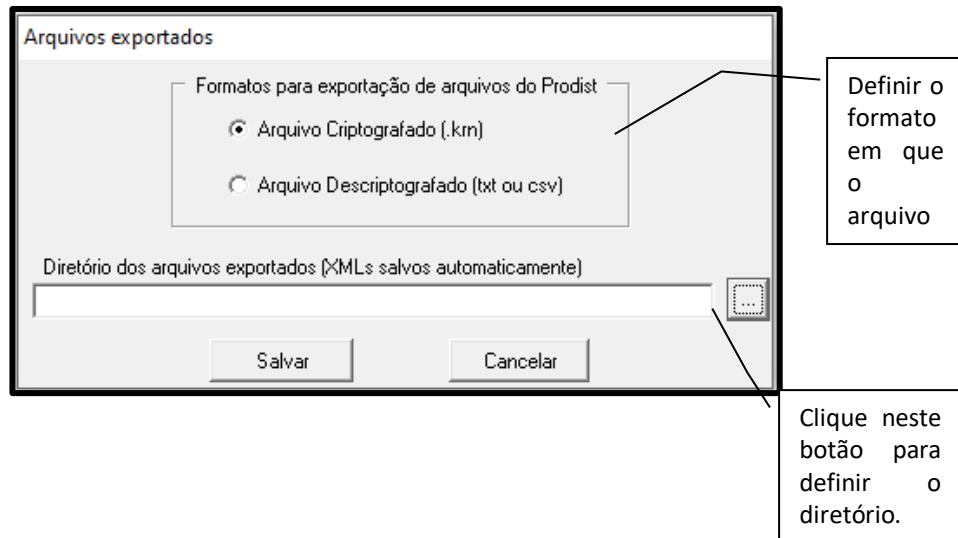 Arquivos exportados
Formatos para exportação de arquivos do Prodist
Arquivo Criptografado (.krn)
Arquivo Descriptografado (txt ou csv)
Diretório dos arquivos exportados (XMLs salvos automaticamente)
...
Salvar
Cancelar
Definir o
formato
em que
o
arquivo
Clique neste
botão para
definir o
diretório.